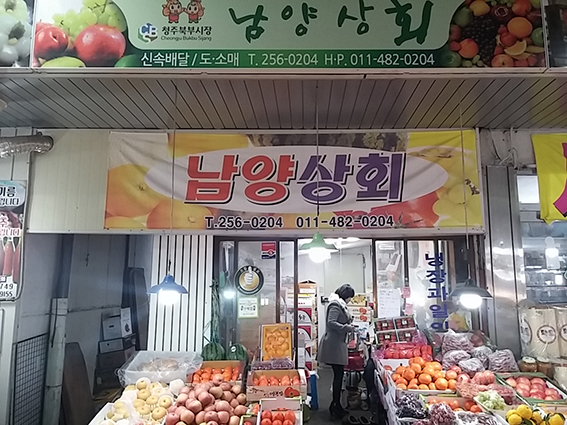 청주북부시장
Cheongju Bukbu Sijang
남양상회
신속배달 / 도·소매 T. 256-0204 H·P. 011-482-0204
남양상회
T.256-0204 011-482-0204